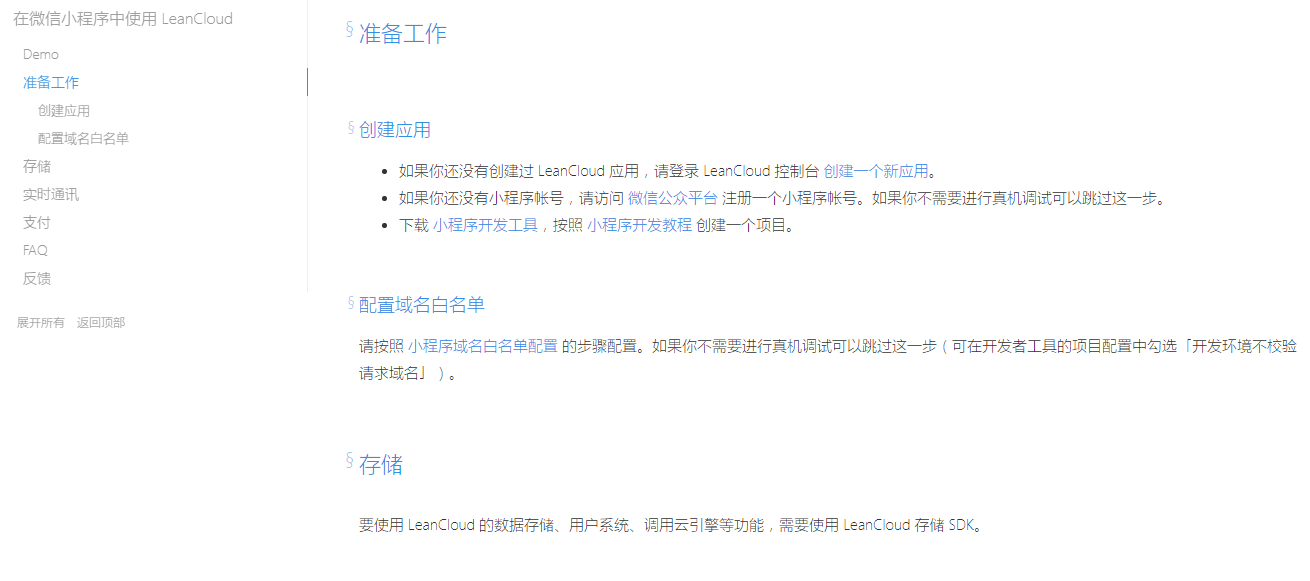 在微信小程序中使用 LeanCloud
Demo
准备工作
创建应用
配置域名白名单
存储
实时通讯
支付
FAQ
反馈
展开所有 返回顶部
§ 准备工作
§ 创建应用
• 如果你还没有创建过 LeanCloud 应用，请登录 LeanCloud 控制台 创建一个新应用。
• 如果你还没有小程序帐号，请访问 微信公众平台 注册一个小程序帐号。如果你不需要进行真机调试可以跳过这一步。
• 下载 小程序开发工具，按照 小程序开发教程 创建一个项目。
§ 配置域名白名单
请按照 小程序域名白名单配置 的步骤配置。如果你不需要进行真机调试可以跳过这一步（可在开发者工具的项目配置中勾选「开发环境不校验
请求域名」）。
§ 存储
要使用 LeanCloud 的数据存储、用户系统、调用云引擎等功能，需要使用 LeanCloud 存储 SDK。